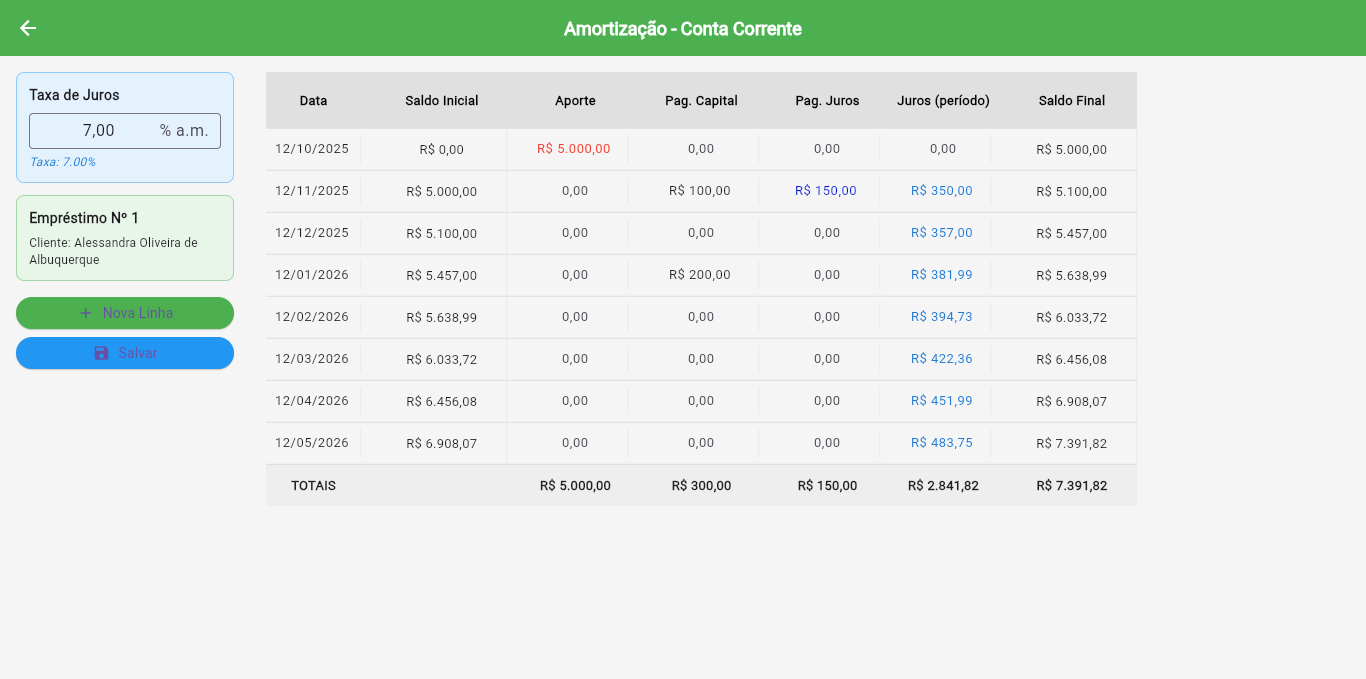 Amortização - Conta Corrente
Taxa de Juros
7,00 % a.m.
Taxa: 7.00%
Empréstimo Nº 1
Cliente: Alessandra Oliveira de
Albuquerque
Nova Linha
Salvar
Data Saldo Inicial Aporte Pag. Capital Pag. Juros Juros (período) Saldo Final
12/10/2025 R$ 0,00 R$ 5.000,00 0,00 0,00 0,00 R$ 5.000,00
12/11/2025 R$ 5.000,00 0,00 R$ 100,00 R$ 150,00 R$ 350,00 R$ 5.100,00
12/12/2025 R$ 5.100,00 0,00 0,00 0,00 R$ 357,00 R$ 5.457,00
12/01/2026 R$ 5.457,00 0,00 R$ 200,00 0,00 R$ 381,99 R$ 5.638,99
12/02/2026 R$ 5.638,99 0,00 0,00 0,00 R$ 394,73 R$ 6.033,72
12/03/2026 R$ 6.033,72 0,00 0,00 0,00 R$ 422,36 R$ 6.456,08
12/04/2026 R$ 6.456,08 0,00 0,00 0,00 R$ 451,99 R$ 6.908,07
12/05/2026 R$ 6.908,07 0,00 0,00 0,00 R$ 483,75 R$ 7.391,82
TOTAIS R$ 5.000,00 R$ 300,00 R$ 150,00 R$ 2.841,82 R$ 7.391,82